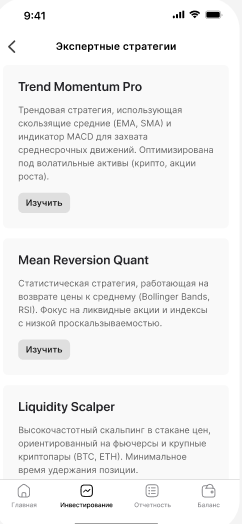 9:41
Экспертные стратегии
Trend Momentum Pro
Трендовая стратегия, использующая
скользящие средние (EMA, SMA) и
индикатор MACD для захвата
среднесрочных движений. Оптимизирована
под волатильные активы (крипто, акции
роста).
Изучить
Mean Reversion Quant
Статистическая стратегия, работающая на
возврате цены к среднему (Bollinger Bands,
RSI). Фокус на ликвидные акции и индексы
с низкой проскальзываемостью.
Изучить
Liquidity Scalper
Высокочастотный скальпинг в стакане цен,
ориентированный на фьючерсы и крупные
криптопары (BTC, ETH). Минимальное
время удержания позиции.
Главная Инвестирование Отчетность Баланс